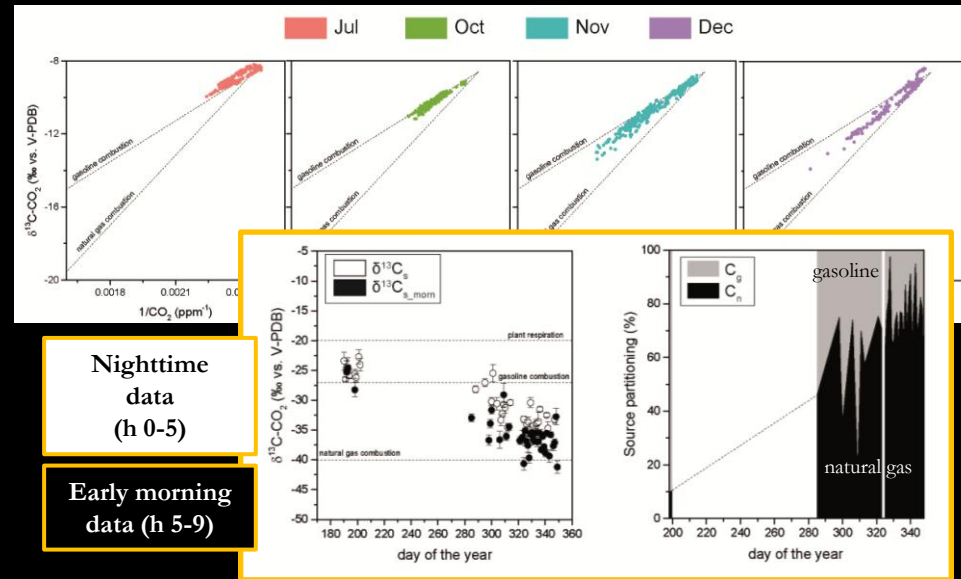 Jul Oct Nov Dec
δ¹³C-CO₂ (‰ vs. V-PDB)
-8
-12
-16
-20
gasoline combustion
natural gas combustion
0.0018 0.0021
1/CO₂ (ppm⁻¹)
gasoline combustion
gasoline combustion
gasoline combustion
gas combustion
Nighttime
data
(h 0-5)
Early morning
data (h 5-9)
δ¹³C-CO₂ (‰ vs. V-PDB)
-5
-10
-15
-20
-25
-30
-35
-40
-45
-50
δ¹³Cₛ
δ¹³Cₛ_ₘₒᵣₙ
plant respiration
gasoline combustion
natural gas combustion
180 200 220 240 260 280 300 320 340 360
day of the year
Source partitioning (%)
100
80
60
40
20
0
C_g
C_n
gasoline
natural gas
200 220 240 260 280 300 320 340
day of the year